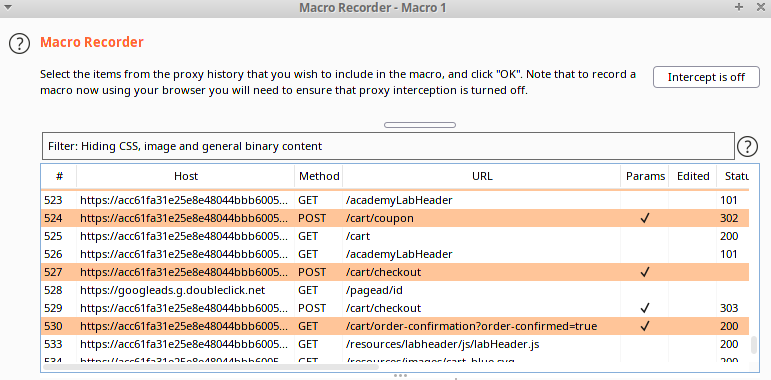 Macro Recorder - Macro 1
Macro Recorder
Select the items from the proxy history that you wish to include in the macro, and click "OK". Note that to record a
macro now using your browser you will need to ensure that proxy interception is turned off.
Intercept is off
Filter: Hiding CSS, image and general binary content
# Host Method URL Params Edited Statu
523 https://acc61fa31e25e8e48044bbb6005... GET /academyLabHeader 101
524 https://acc61fa31e25e8e48044bbb6005... POST /cart/coupon ✓ 302
525 https://acc61fa31e25e8e48044bbb6005... GET /cart 200
526 https://acc61fa31e25e8e48044bbb6005... GET /academyLabHeader 101
527 https://acc61fa31e25e8e48044bbb6005... POST /cart/checkout ✓
528 https://googleads.g.doubleclick.net GET /pagead/id
529 https://acc61fa31e25e8e48044bbb6005... POST /cart/checkout ✓ 303
530 https://acc61fa31e25e8e48044bbb6005... GET /cart/order-confirmation?order-confirmed=true ✓ 200
533 https://acc61fa31e25e8e48044bbb6005... GET /resources/labheader/js/labHeader.js 200
534 https://acc61fa31e25e8e48044bbb6005... GET /resources/images/cart-blue.svg 200